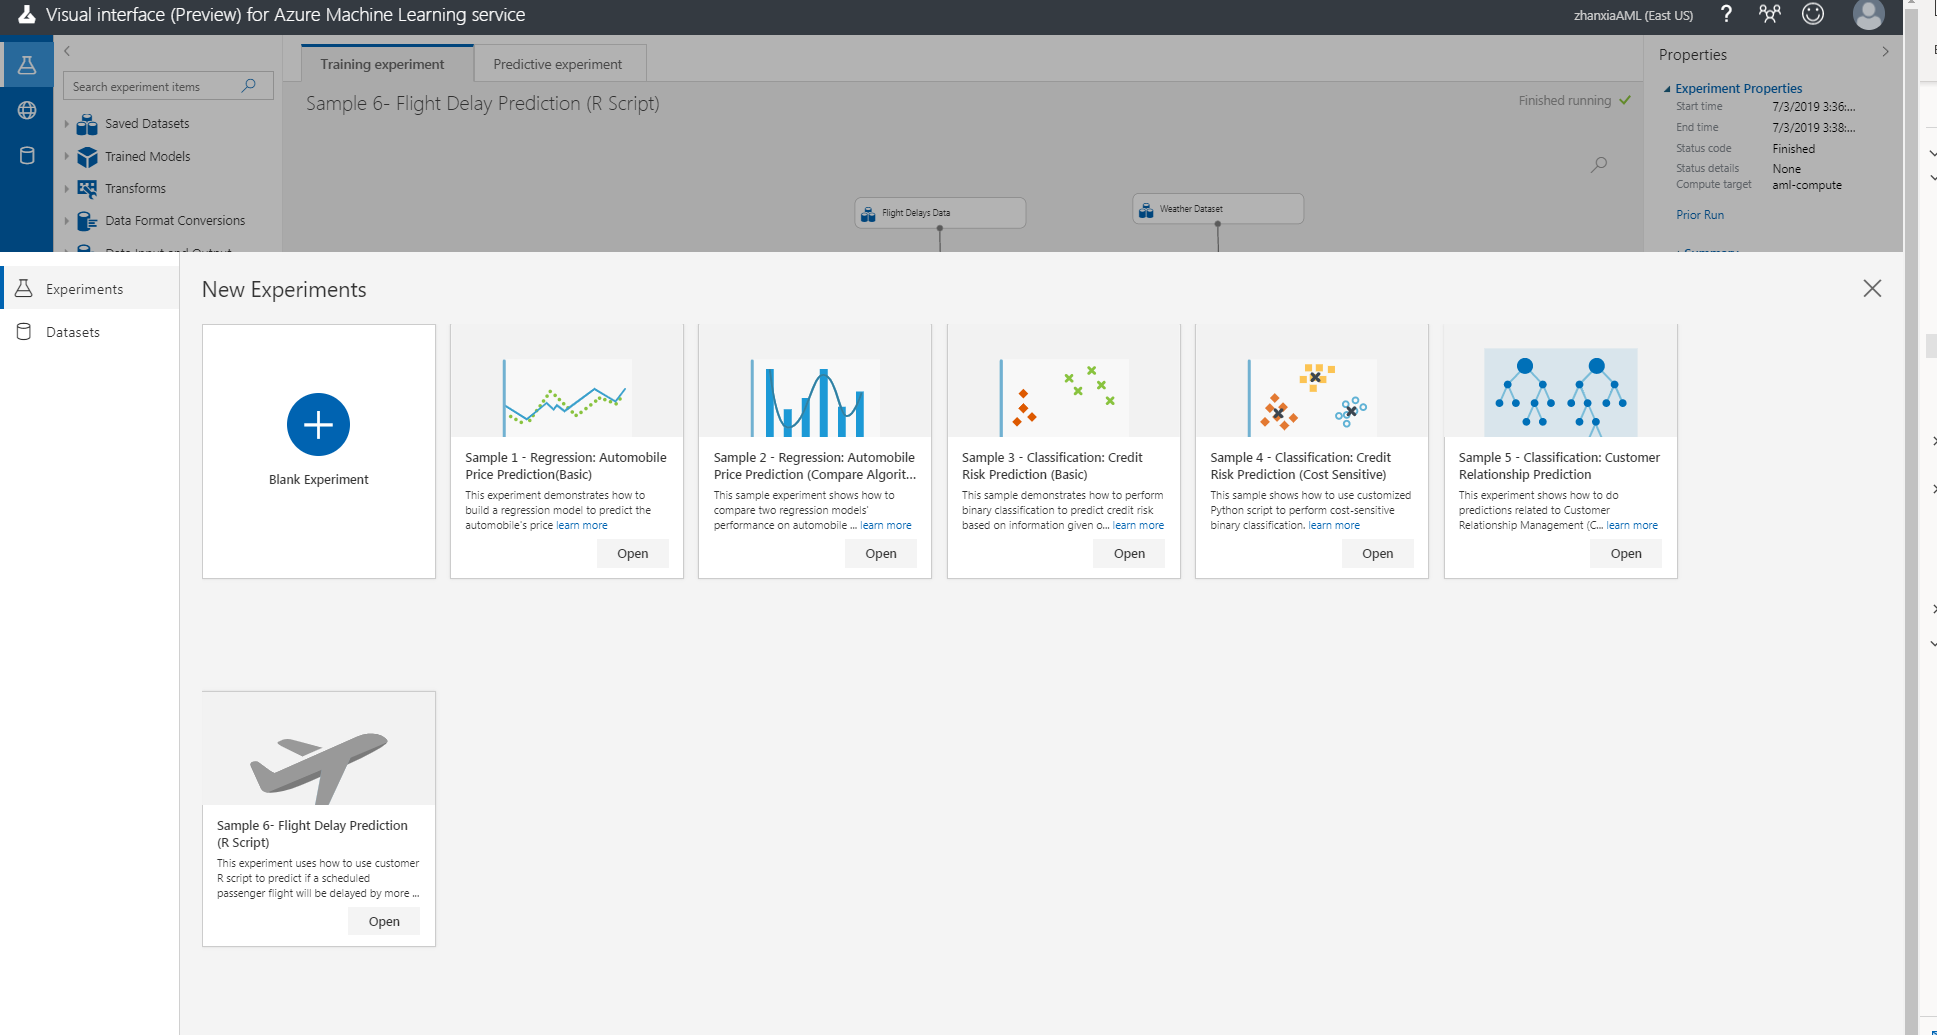 Visual interface (Preview) for Azure Machine Learning service
zhanxiaAML (East US)
?
Search experiment items
Saved Datasets
Trained Models
Transforms
Data Format Conversions
Data Input and Output
Training experiment
Predictive experiment
Sample 6- Flight Delay Prediction (R Script)
Finished running
Flight Delays Data
Weather Dataset
Properties
Experiment Properties
Start time 7/3/2019 3:36:...
End time 7/3/2019 3:38:...
Status code Finished
Status details None
Compute target aml-compute
Prior Run
Summary
Experiments
Datasets
New Experiments
Blank Experiment
Sample 1 - Regression: Automobile
Price Prediction(Basic)
This experiment demonstrates how to
build a regression model to predict the
automobile's price learn more
Open
Sample 2 - Regression: Automobile
Price Prediction (Compare Algorit...
This sample experiment shows how to
compare two regression models'
performance on automobile ... learn more
Open
Sample 3 - Classification: Credit
Risk Prediction (Basic)
This sample demonstrates how to perform
binary classification to predict credit risk
based on information given o... learn more
Open
Sample 4 - Classification: Credit
Risk Prediction (Cost Sensitive)
This sample shows how to use customized
Python script to perform cost-sensitive
binary classification. learn more
Open
Sample 5 - Classification: Customer
Relationship Prediction
This experiment shows how to do
predictions related to Customer
Relationship Management (C... learn more
Open
Sample 6- Flight Delay Prediction
(R Script)
This experiment uses how to use customer
R script to predict if a scheduled
passenger flight will be delayed by more ...
Open